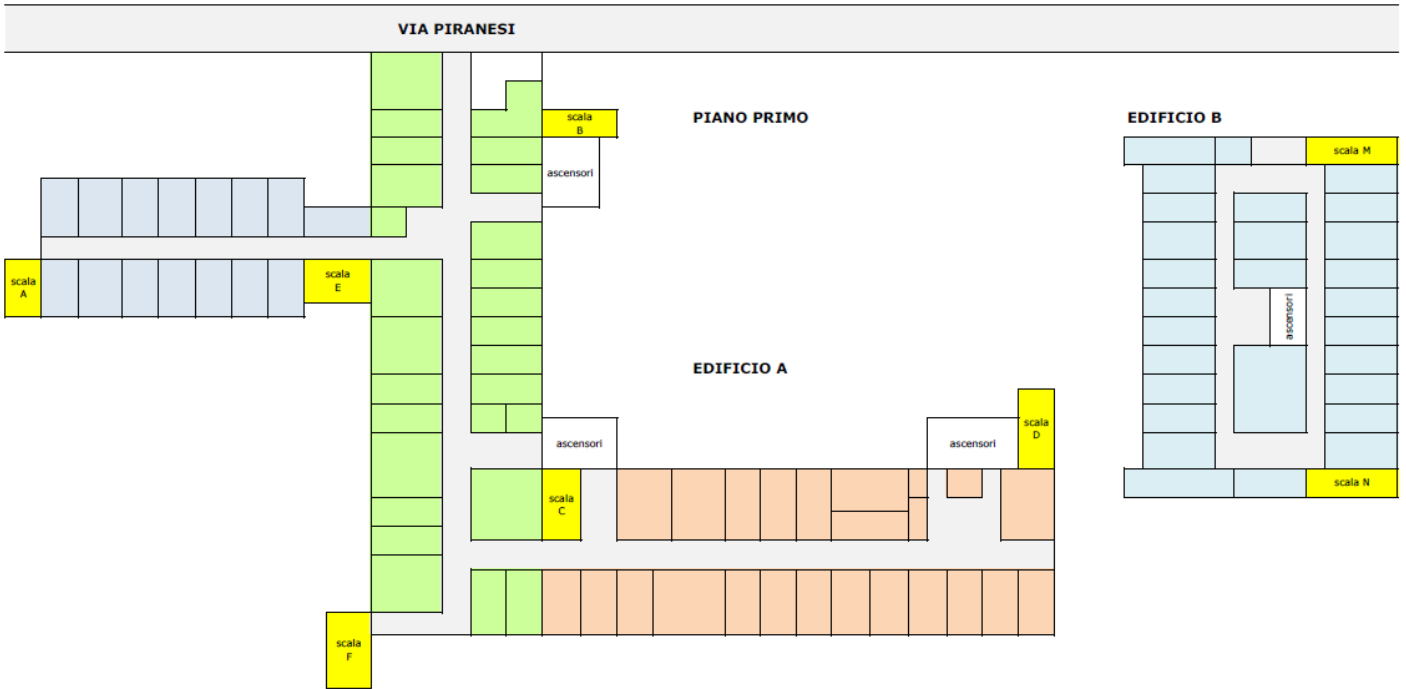 VIA PIRANESI
scala
B
PIANO PRIMO
EDIFICIO B
scala M
ascensori
scala
A
scala
E
ascensori
EDIFICIO A
scala
D
ascensori
ascensori
scala
C
scala N
scala
F